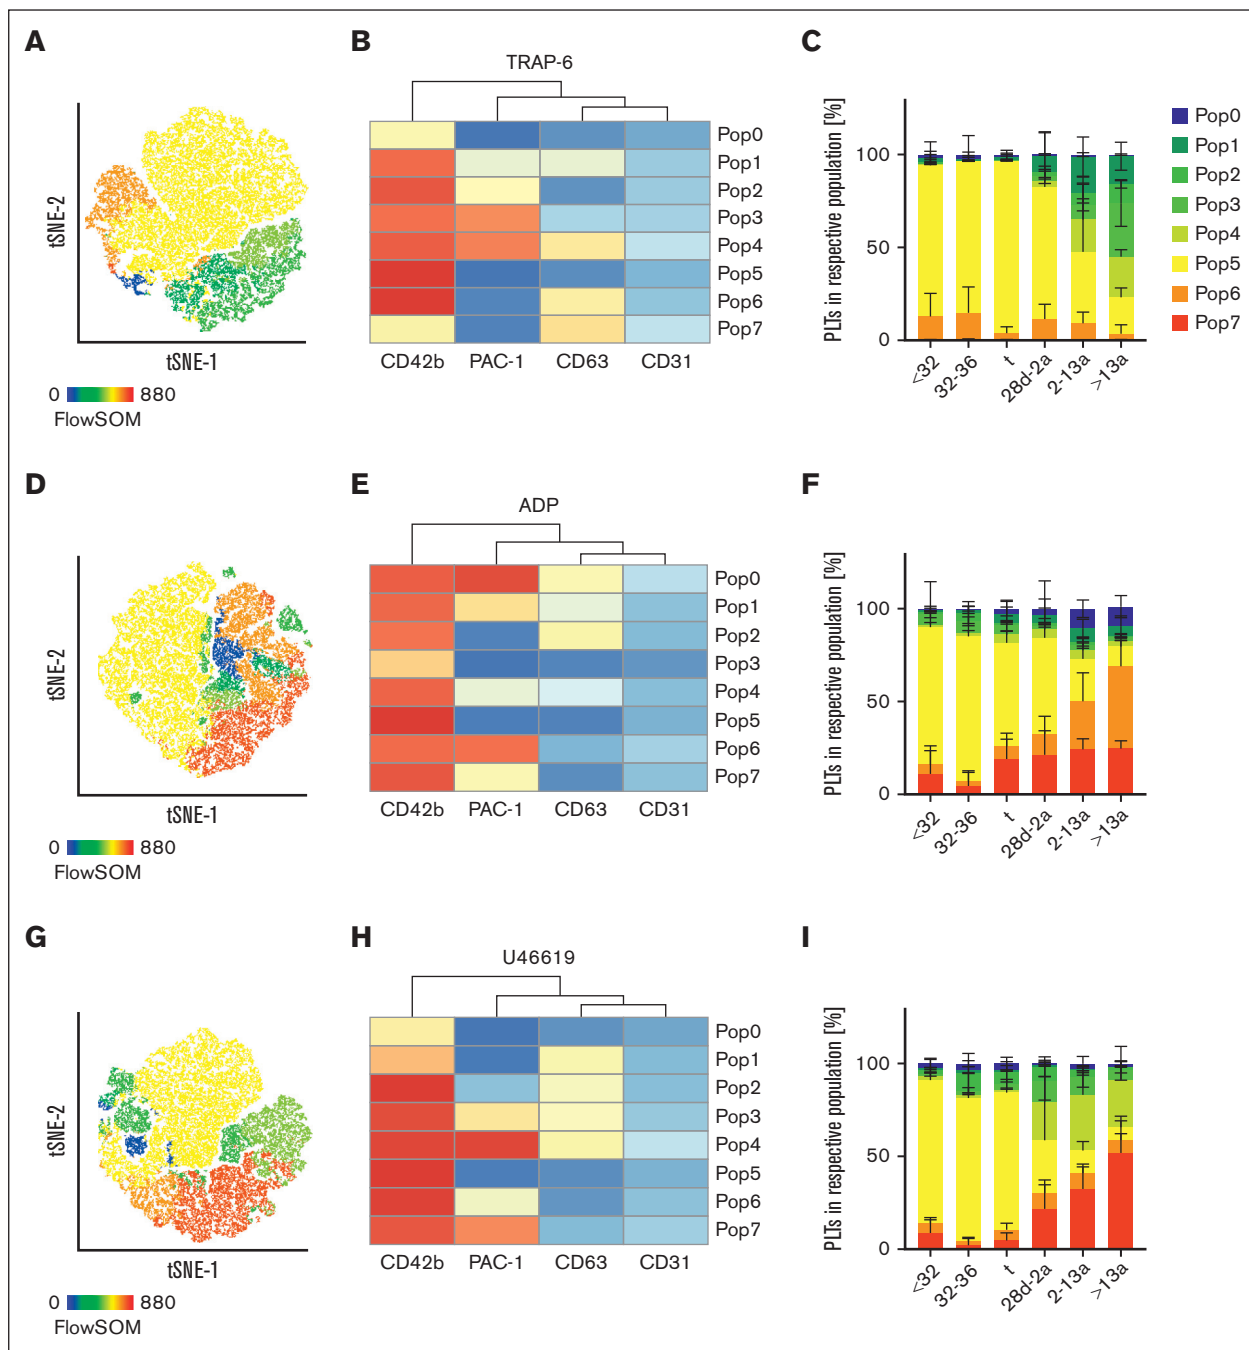 A
tSNE-2
tSNE-1
0 880
FlowSOM
B
TRAP-6
Pop0
Pop1
Pop2
Pop3
Pop4
Pop5
Pop6
Pop7
CD42b PAC-1 CD63 CD31
C
PLTs in respective population [%]
100
50
0
<32 32-36 t 28d-2a 2-13a >13a
Pop0
Pop1
Pop2
Pop3
Pop4
Pop5
Pop6
Pop7
D
tSNE-2
tSNE-1
0 880
FlowSOM
E
ADP
Pop0
Pop1
Pop2
Pop3
Pop4
Pop5
Pop6
Pop7
CD42b PAC-1 CD63 CD31
F
PLTs in respective population [%]
100
50
0
<32 32-36 t 28d-2a 2-13a >13a
G
tSNE-2
tSNE-1
0 880
FlowSOM
H
U46619
Pop0
Pop1
Pop2
Pop3
Pop4
Pop5
Pop6
Pop7
CD42b PAC-1 CD63 CD31
I
PLTs in respective population [%]
100
50
0
<32 32-36 t 28d-2a 2-13a >13a